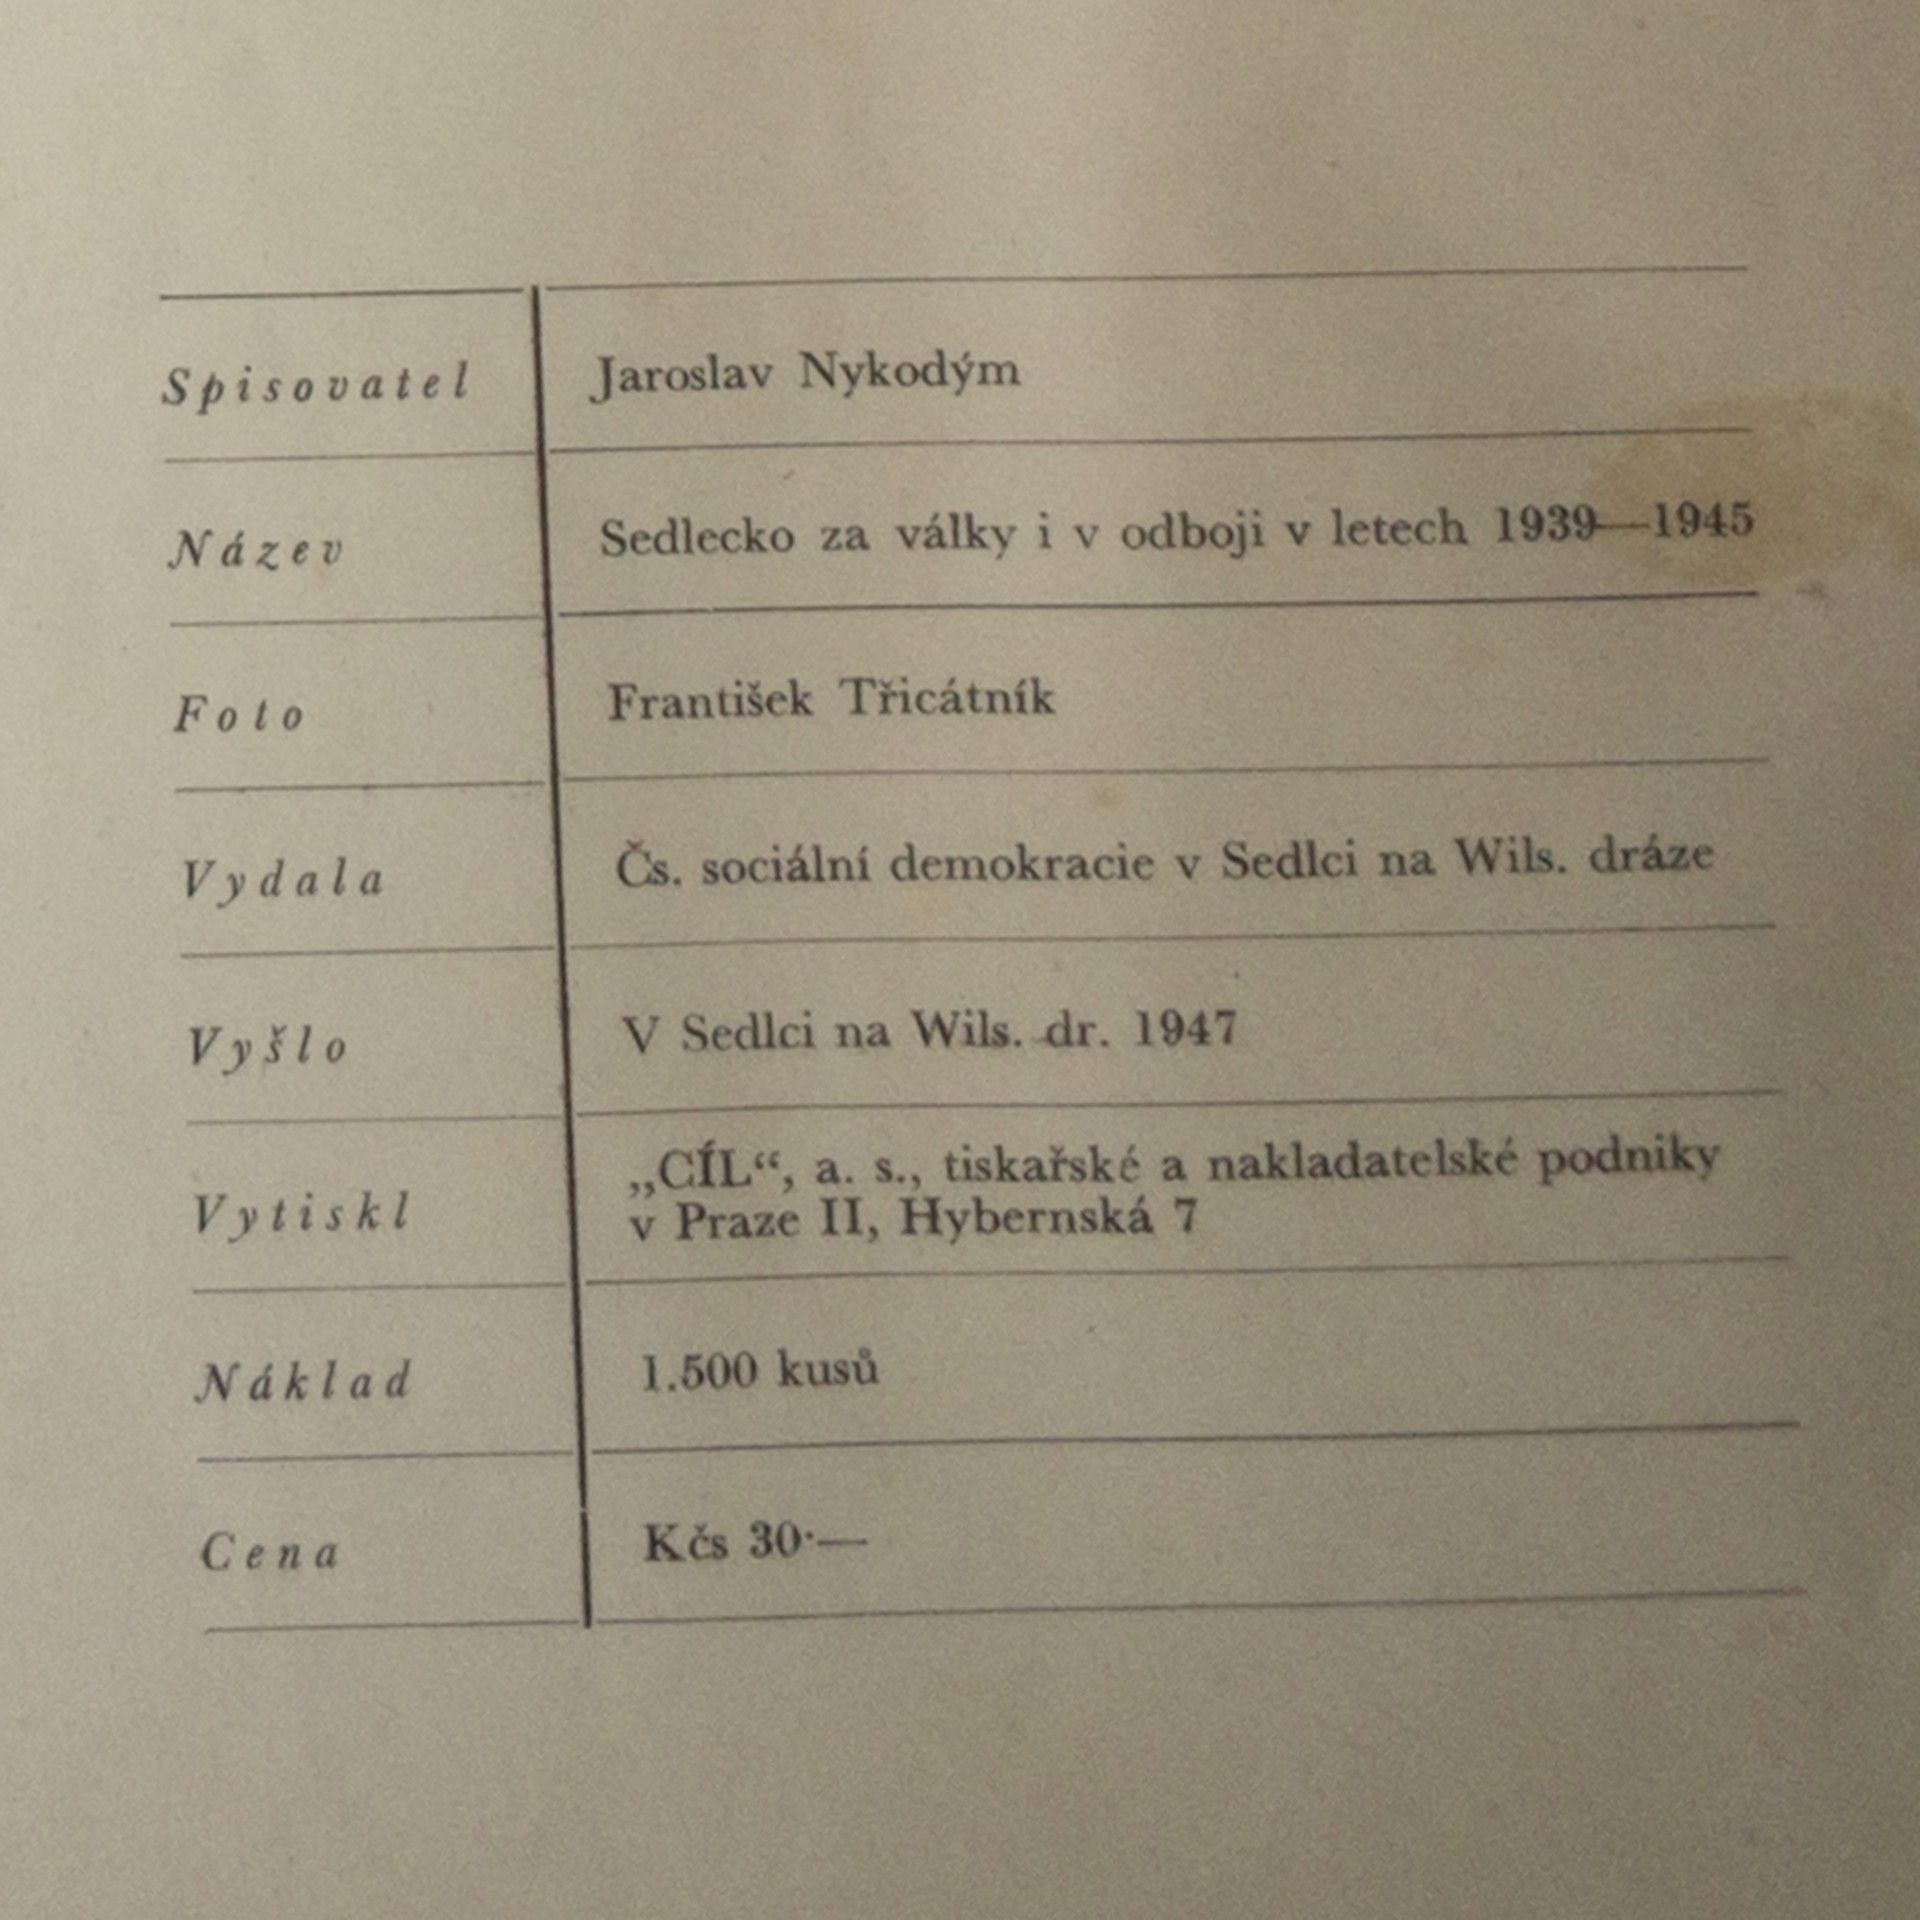 Spisovatel Jaroslav Nykodým
Název Sedlecko za války i v odboji v letech 1939—1945
Foto František Třicátník
Vydala Čs. sociální demokracie v Sedlci na Wils. dráze
Vyšlo V Sedlci na Wils. dr. 1947
Vytiskl „CÍL“, a. s., tiskařské a nakladatelské podniky
v Praze II, Hybernská 7
Náklad 1.500 kusů
Cena Kčs 30·—